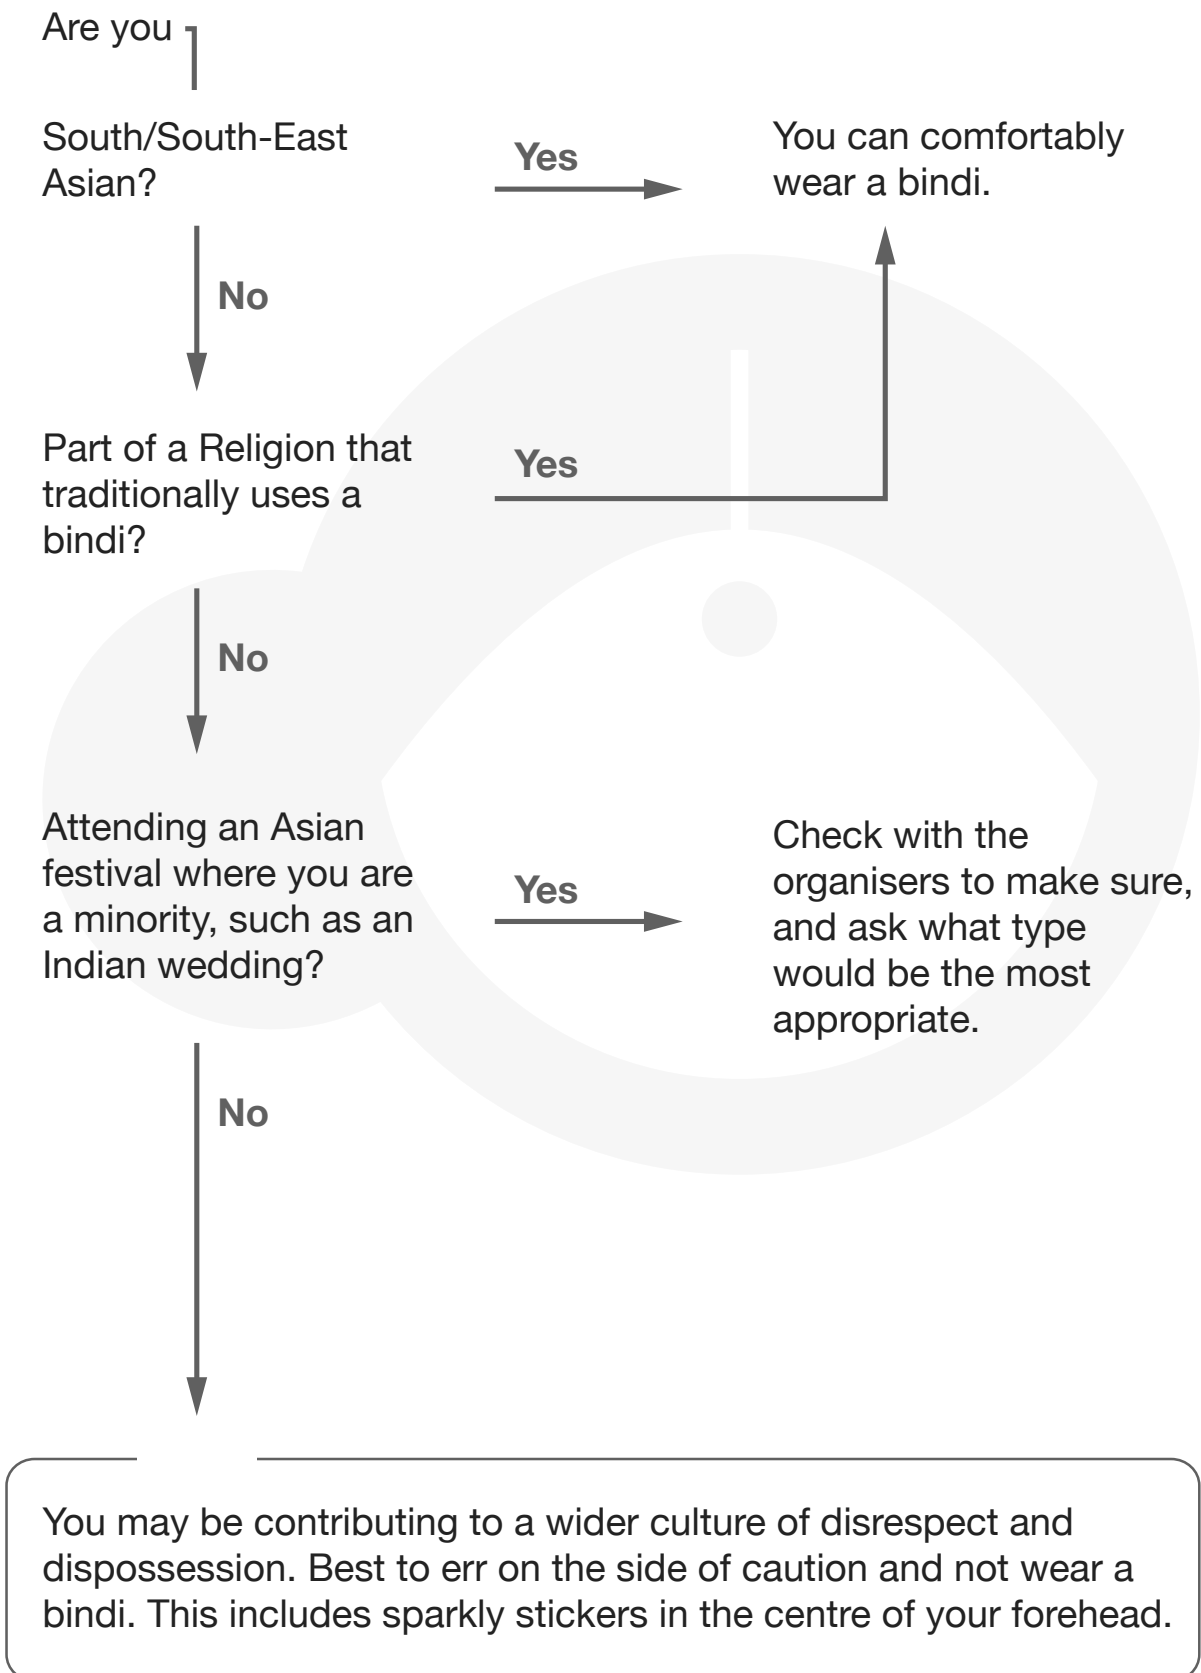 Are you
South/South-East
Asian?
Yes
You can comfortably
wear a bindi.
No
Part of a Religion that
traditionally uses a
bindi?
Yes
No
Attending an Asian
festival where you are
a minority, such as an
Indian wedding?
Yes
Check with the
organisers to make sure,
and ask what type
would be the most
appropriate.
No
You may be contributing to a wider culture of disrespect and
dispossession. Best to err on the side of caution and not wear a
bindi. This includes sparkly stickers in the centre of your forehead.